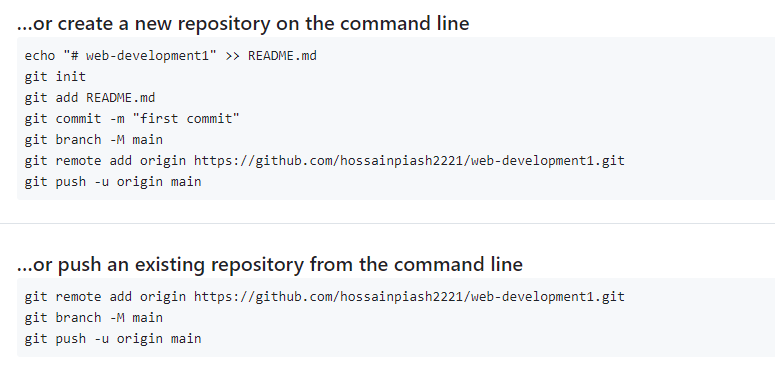 ...or create a new repository on the command line
echo "# web-development1" >> README.md
git init
git add README.md
git commit -m "first commit"
git branch -M main
git remote add origin https://github.com/hossainpiash2221/web-development1.git
git push -u origin main
...or push an existing repository from the command line
git remote add origin https://github.com/hossainpiash2221/web-development1.git
git branch -M main
git push -u origin main